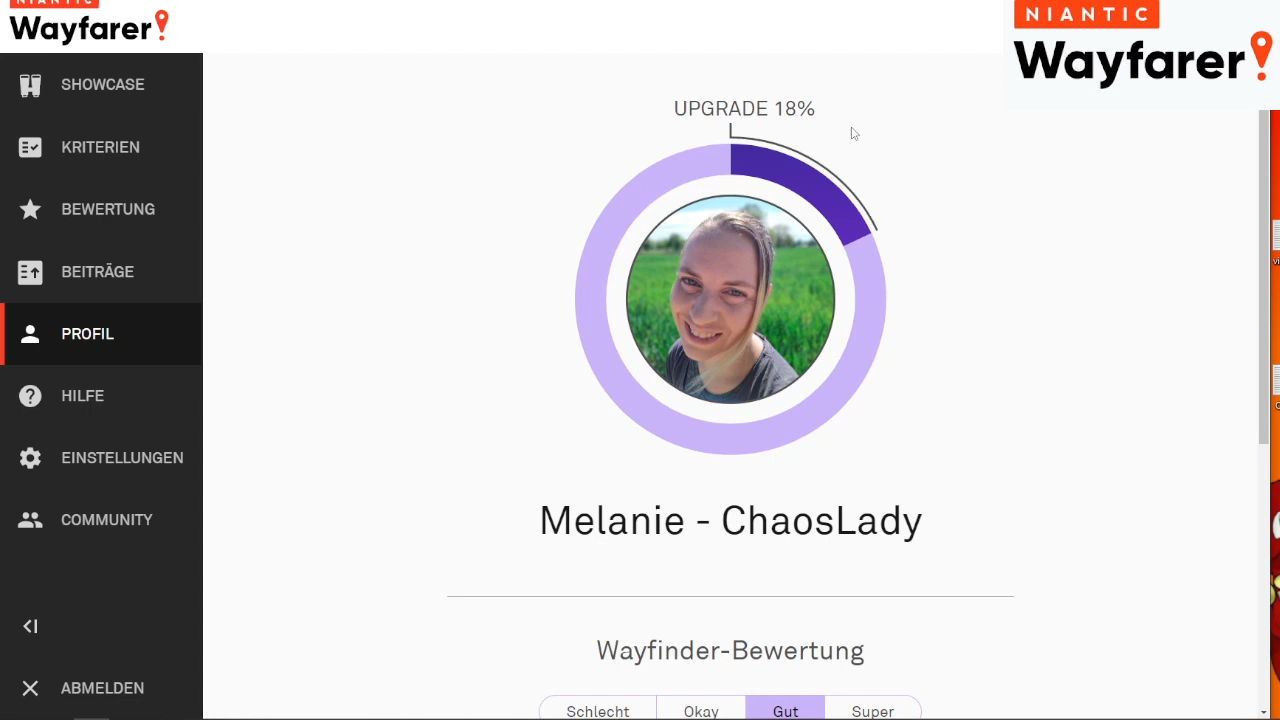 NIANTIC
Wayfarer
NIANTIC
Wayfarer
SHOWCASE
KRITERIEN
BEWERTUNG
BEITRÄGE
PROFIL
HILFE
EINSTELLUNGEN
COMMUNITY
ABMELDEN
UPGRADE 18%
Melanie - ChaosLady
Wayfinder-Bewertung
Schlecht Okay Gut Super